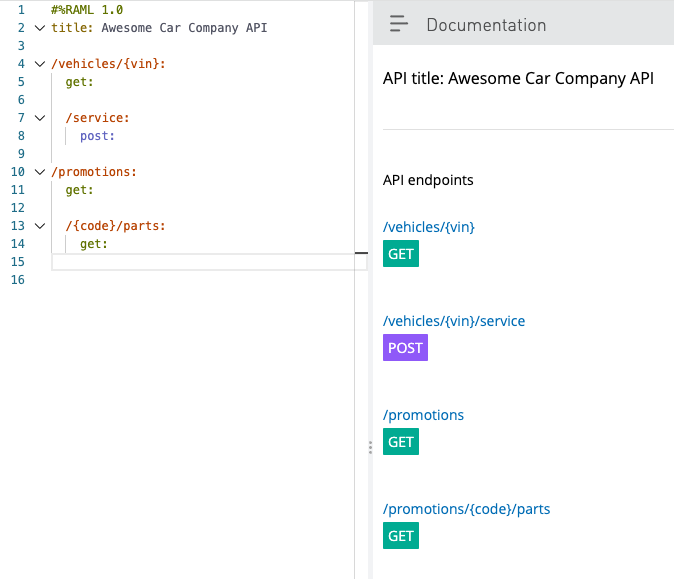 1 #%RAML 1.0
2 title: Awesome Car Company API
3
4 /vehicles/{vin}:
5 get:
6
7 /service:
8 post:
9
10 /promotions:
11 get:
12
13 /{code}/parts:
14 get:
15
16
Documentation
API title: Awesome Car Company API
API endpoints
/vehicles/{vin}
GET
/vehicles/{vin}/service
POST
/promotions
GET
/promotions/{code}/parts
GET